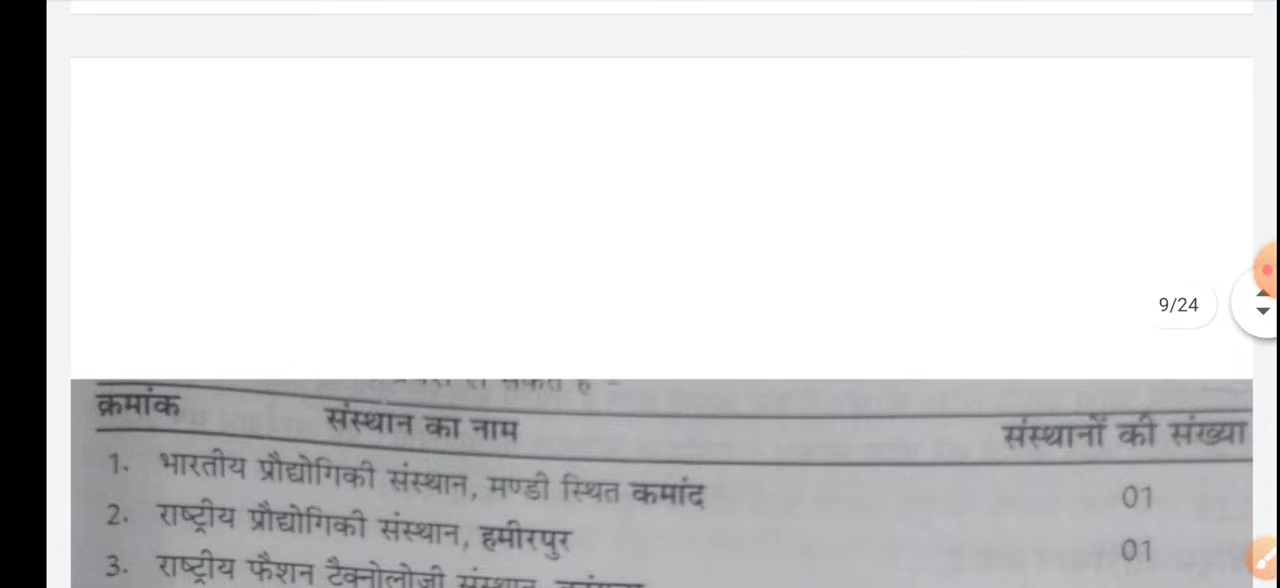 9/24
क्रमांक संस्थान का नाम संस्थानों की संख्या
1. भारतीय प्रौद्योगिकी संस्थान, मण्डी स्थित कमांद 01
2. राष्ट्रीय प्रौद्योगिकी संस्थान, हमीरपुर 01
3. राष्ट्रीय फैशन टैक्नोलोजी संस्थान,